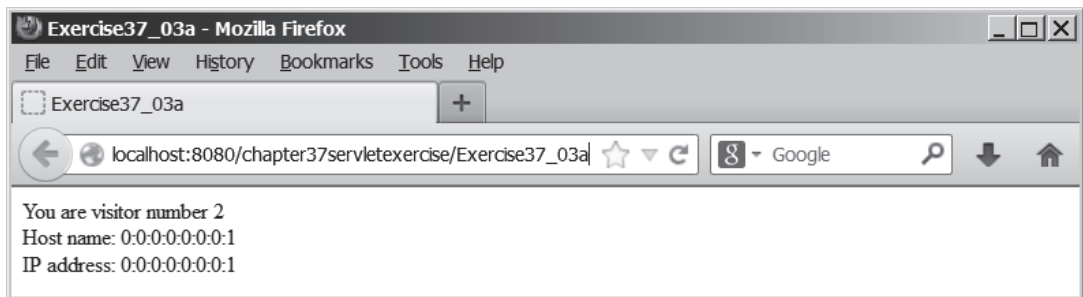 Exercise37_03a - Mozilla Firefox
File Edit View History Bookmarks Tools Help
Exercise37_03a +
localhost:8080/chapter37servletexercise/Exercise37_03a 8 Google
You are visitor number 2
Host name: 0:0:0:0:0:0:0:1
IP address: 0:0:0:0:0:0:0:1